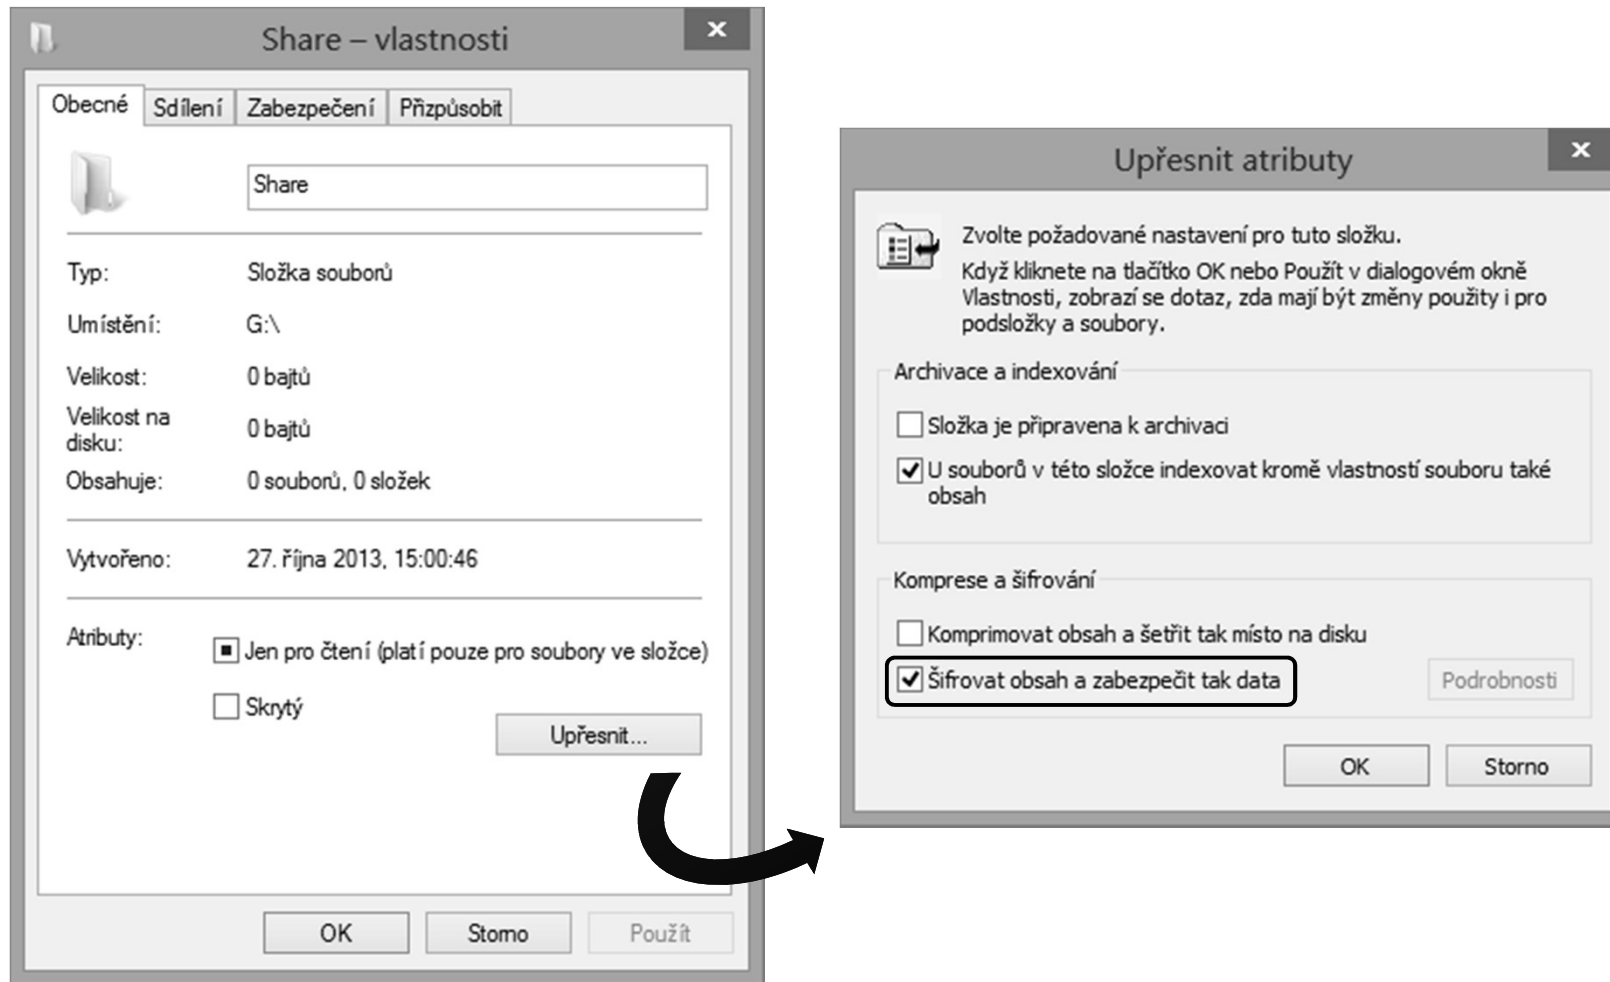 Share – vlastnosti
Obecné
Sdílení
Zabezpečení
Přizpůsobit
Share
Typ:
Složka souborů
Umístění:
G:\
Velikost:
0 bajtů
Velikost na
disku:
0 bajtů
Obsahuje:
0 souborů, 0 složek
Vytvořeno:
27. října 2013, 15:00:46
Atributy:
Jen pro čtení (platí pouze pro soubory ve složce)
Skrytý
Upřesnit...
OK
Storno
Použít
Upřesnit atributy
Zvolte požadované nastavení pro tuto složku.
Když kliknete na tlačítko OK nebo Použít v dialogovém okně
Vlastnosti, zobrazí se dotaz, zda mají být změny použity i pro
podsložky a soubory.
Archivace a indexování
Složka je připravena k archivaci
U souborů v této složce indexovat kromě vlastností souboru také
obsah
Komprese a šifrování
Komprimovat obsah a šetřit tak místo na disku
Šifrovat obsah a zabezpečit tak data
Podrobnosti
OK
Storno